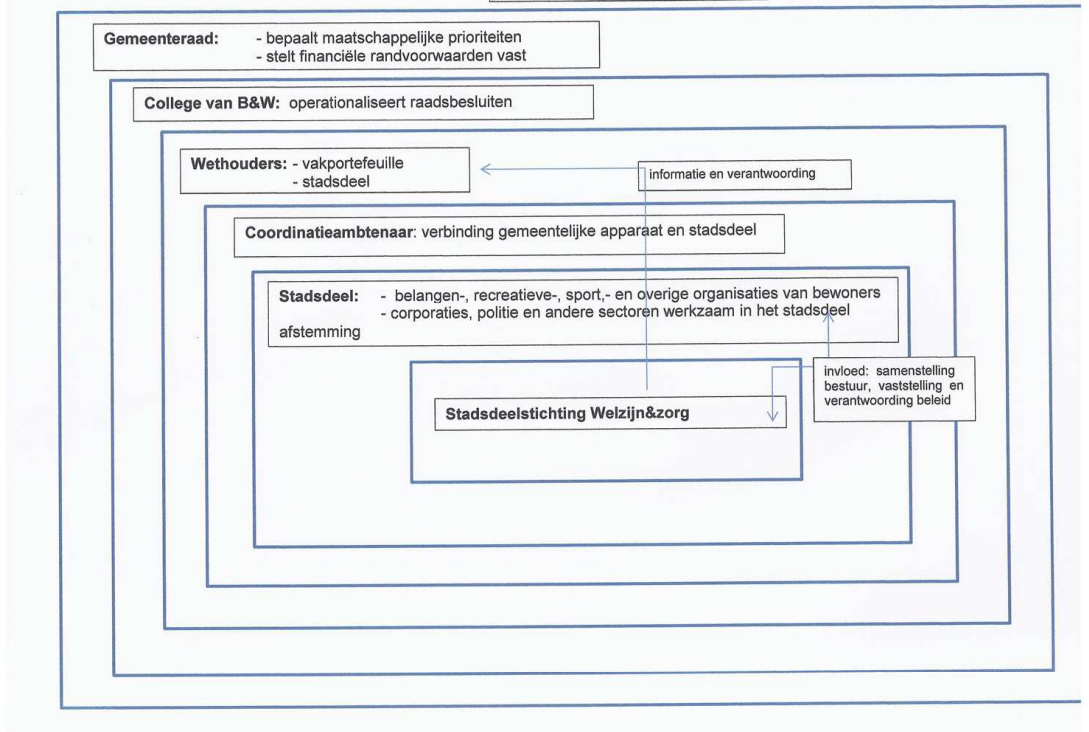 Gemeenteraad: - bepaalt maatschappelijke prioriteiten
- stelt financiële randvoorwaarden vast
College van B&W: operationaliseert raadsbesluiten
Wethouders: - vakportefeuille
- stadsdeel
informatie en verantwoording
Coordinatieambtenaar: verbinding gemeentelijke apparaat en stadsdeel
Stadsdeel: - belangen-, recreatieve-, sport,- en overige organisaties van bewoners
- corporaties, politie en andere sectoren werkzaam in het stadsdeel
afstemming
invloed: samenstelling
bestuur, vaststelling en
verantwoording beleid
Stadsdeelstichting Welzijn&zorg